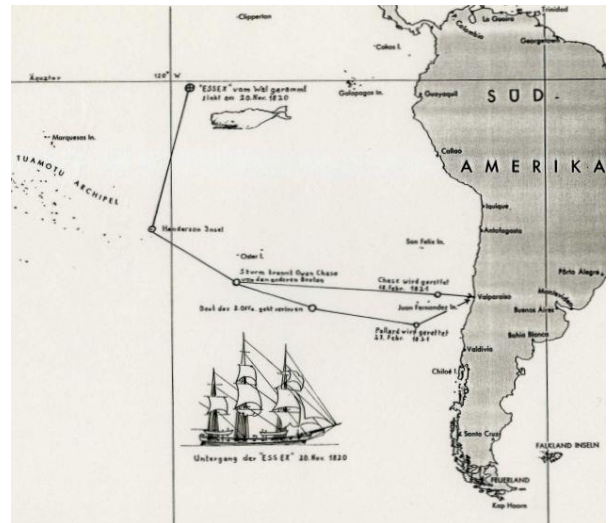 Clipperton
Trinidad
La Guaira
Columbia
Georgetown
Cocos I.
Äquator
120° W
"ESSEX" vom Wal gerammt
sinkt am 20. Nov. 1820
Galapagos In.
Guayaquil
SÜD-
AMERIKA
Marquesas In.
TUAMOTU ARCHIPEL
Callao
Iquique
Antofagasta
Henderson Insel
San Felix In.
Oster I.
Sturm trennt Owen Chase
von den anderen Booten
Chase wird gerettet
18. Febr. 1821
Pôrto Alegre
Juan Fernandez In.
Valparaiso
Montevideo
Buenos Aires
Boot des 2. Offz. geht verloren
Pollard wird gerettet
23. Febr. 1821
Bahia Blanca
Valdivia
Chiloé I.
Santa Cruz
FALKLAND INSELN
Untergang der "ESSEX" 20. Nov. 1820
FEUERLAND
Kap Hoorn